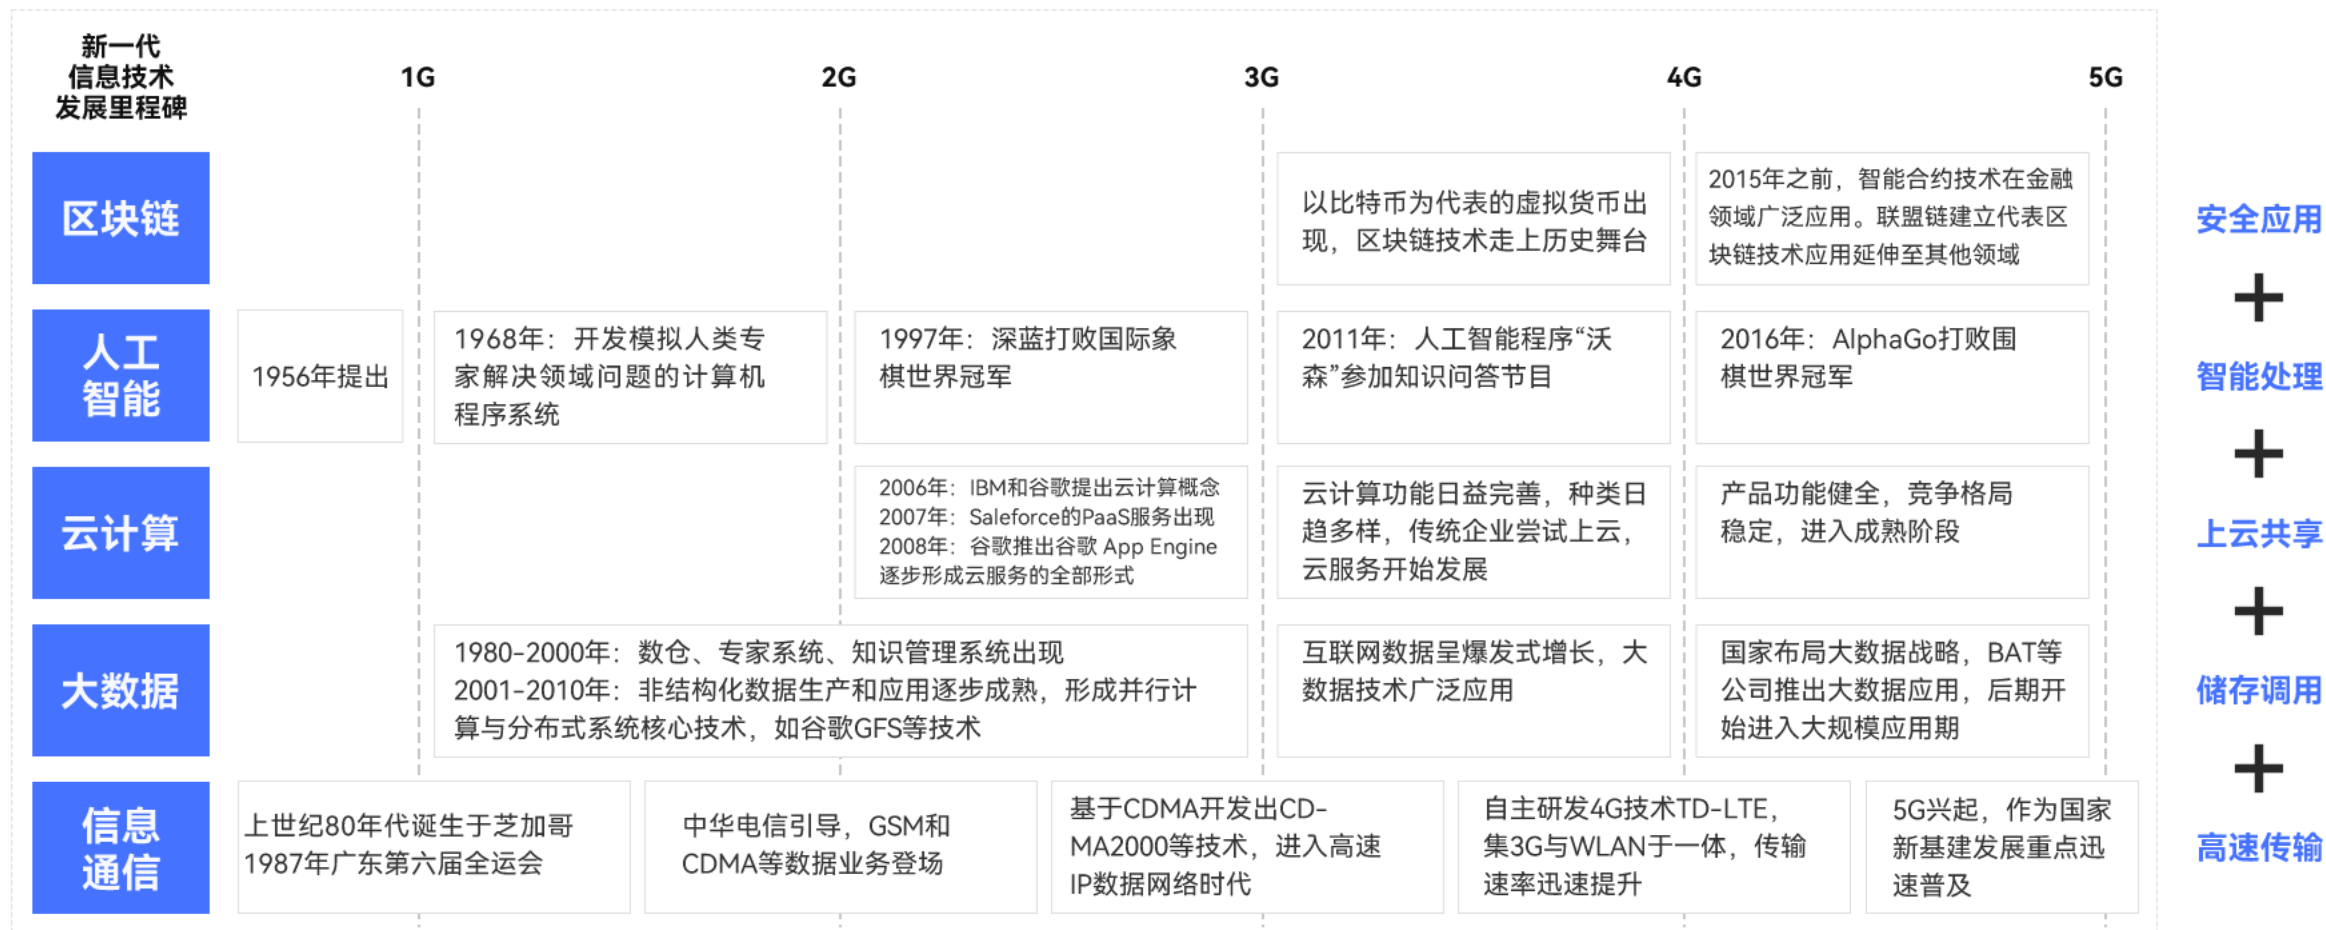 新一代
信息技术
发展里程碑
1G
2G
3G
4G
5G
区块链
以比特币为代表的虚拟货币出
现，区块链技术走上历史舞台
2015年之前，智能合约技术在金融
领域广泛应用。联盟链建立代表区
块链技术应用延伸至其他领域
安全应用
+
人工
智能
1956年提出
1968年：开发模拟人类专
家解决领域问题的计算机
程序系统
1997年：深蓝打败国际象
棋世界冠军
2011年：人工智能程序“沃
森”参加知识问答节目
2016年：AlphaGo打败围
棋世界冠军
智能处理
+
云计算
2006年：IBM和谷歌提出云计算概念
2007年：Saleforce的PaaS服务出现
2008年：谷歌推出谷歌 App Engine
逐步形成云服务的全部形式
云计算功能日益完善，种类日
趋多样，传统企业尝试上云，
云服务开始发展
产品功能健全，竞争格局
稳定，进入成熟阶段
上云共享
+
大数据
1980-2000年：数仓、专家系统、知识管理系统出现
2001-2010年：非结构化数据生产和应用逐步成熟，形成并行计
算与分布式系统核心技术，如谷歌GFS等技术
互联网数据呈爆发式增长，大
数据技术广泛应用
国家布局大数据战略，BAT等
公司推出大数据应用，后期开
始进入大规模应用期
储存调用
+
信息
通信
上世纪80年代诞生于芝加哥
1987年广东第六届全运会
中华电信引导，GSM和
CDMA等数据业务登场
基于CDMA开发出CD-
MA2000等技术，进入高速
IP数据网络时代
自主研发4G技术TD-LTE，
集3G与WLAN于一体，传输
速率迅速提升
5G兴起，作为国家
新基建发展重点迅
速普及
高速传输